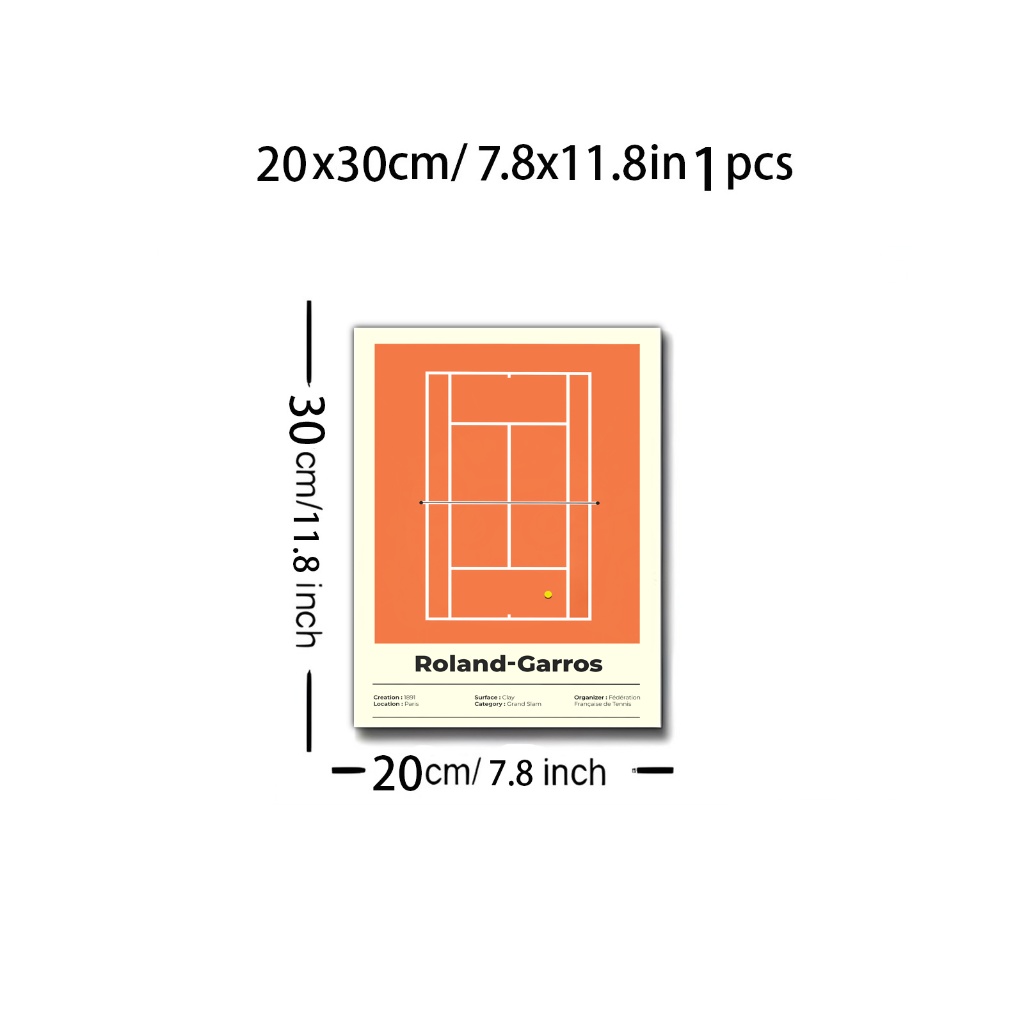 20x30cm/ 7.8x11.8in 1 pcs
30cm/11.8 inch
Roland-Garros
Creation : 1891
Location : Paris
Surface : Clay
Category : Grand Slam
Organizer : Fédération
Française de Tennis
20cm/ 7.8 inch